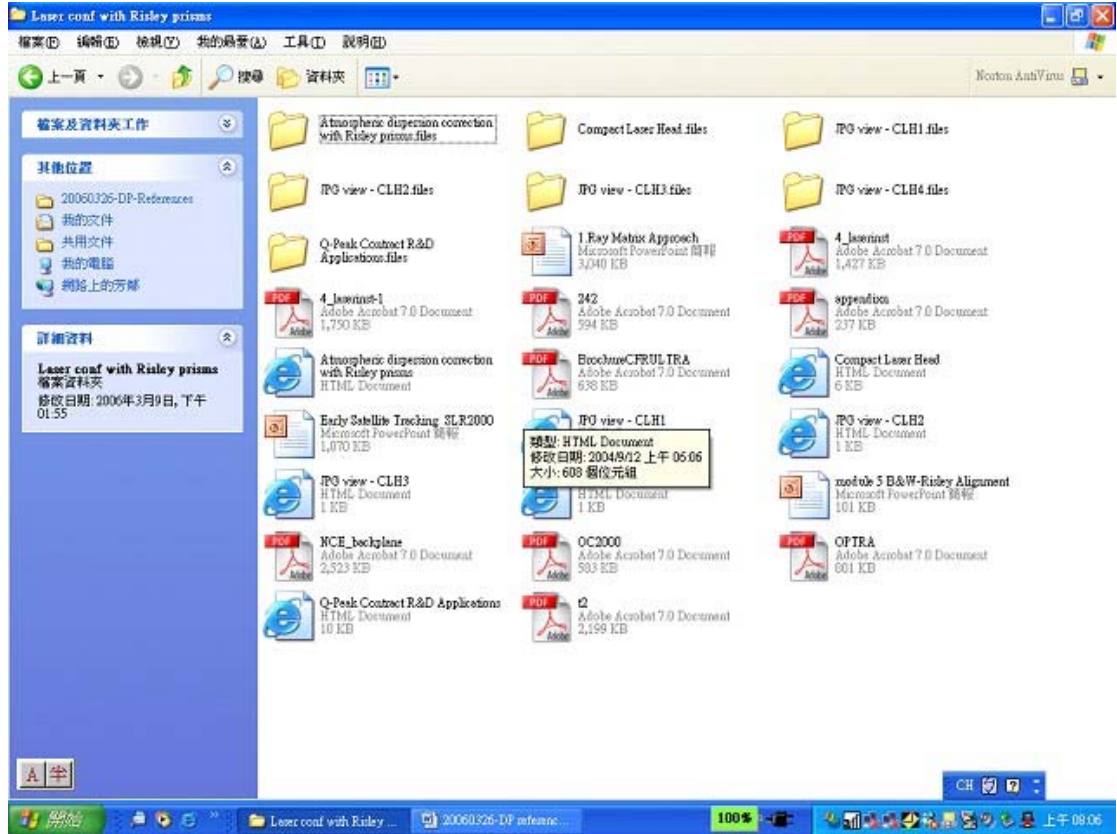 Laser conf with Risley prisms
檔案(F) 編輯(E) 檢視(V) 我的最愛(A) 工具(T) 說明(H)
上一頁 搜尋 資料夾 Norton AntiVirus
檔案及資料夾工作
其他位置
20060326-DP-References
我的文件
共用文件
我的電腦
網路上的芳鄰
詳細資料
Laser conf with Risley prisms
檔案資料夾
修改日期: 2006年3月9日, 下午
01:55
Atmospheric dispersion correction
with Risley prisms.files
Compact Laser Head.files
JPG view - CLH1.files
JPG view - CLH2.files
JPG view - CLH3.files
JPG view - CLH4.files
Q-Peak Contract R&D
Applications.files
1.Ray Matrix Approach
Microsoft PowerPoint 簡報
3,040 KB
4_laserinst
Adobe Acrobat 7.0 Document
1,427 KB
4_laserinst-1
Adobe Acrobat 7.0 Document
1,750 KB
242
Adobe Acrobat 7.0 Document
594 KB
appendixa
Adobe Acrobat 7.0 Document
237 KB
Atmospheric dispersion correction
with Risley prisms
HTML Document
BrochureCFRULTRA
Adobe Acrobat 7.0 Document
638 KB
Compact Laser Head
HTML Document
6 KB
Early Satellite Tracking_SLR2000
Microsoft PowerPoint 簡報
1,070 KB
JPG view - CLH1
類型: HTML Document
修改日期: 2004/9/12 上午 06:06
大小: 608 個位元組
JPG view - CLH2
HTML Document
1 KB
JPG view - CLH3
HTML Document
1 KB
HTML Document
1 KB
module 5 B&W-Risley Alignment
Microsoft PowerPoint 簡報
101 KB
NCE_backplane
Adobe Acrobat 7.0 Document
2,523 KB
OC2000
Adobe Acrobat 7.0 Document
583 KB
OPTRA
Adobe Acrobat 7.0 Document
801 KB
Q-Peak Contract R&D Applications
HTML Document
10 KB
t2
Adobe Acrobat 7.0 Document
2,199 KB
A 半
CH
開始 Laser conf with Risley ... 20060326-DP referenc... 100% 上午 08:06